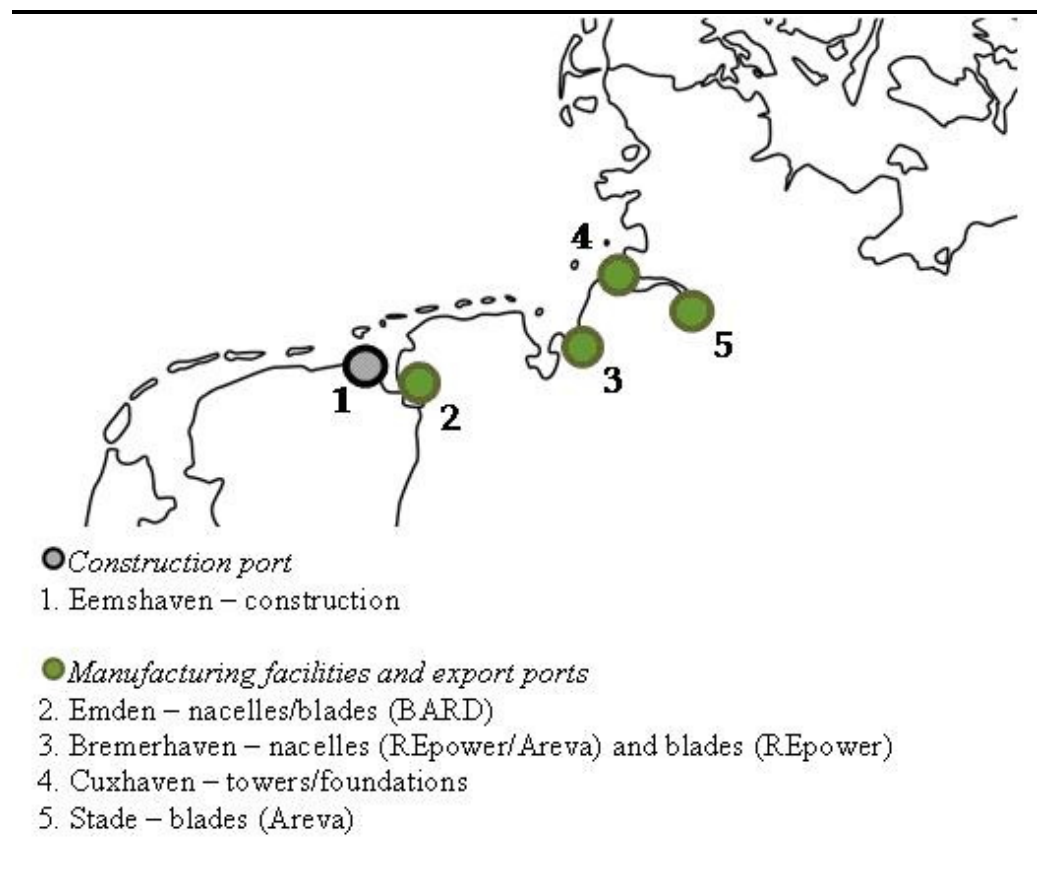 4
5
3
1
2
Construction port
1. Eemshaven – construction
Manufacturing facilities and export ports
2. Emden – nacelles/blades (BARD)
3. Bremerhaven – nacelles (REpower/Areva) and blades (REpower)
4. Cuxhaven – towers/foundations
5. Stade – blades (Areva)